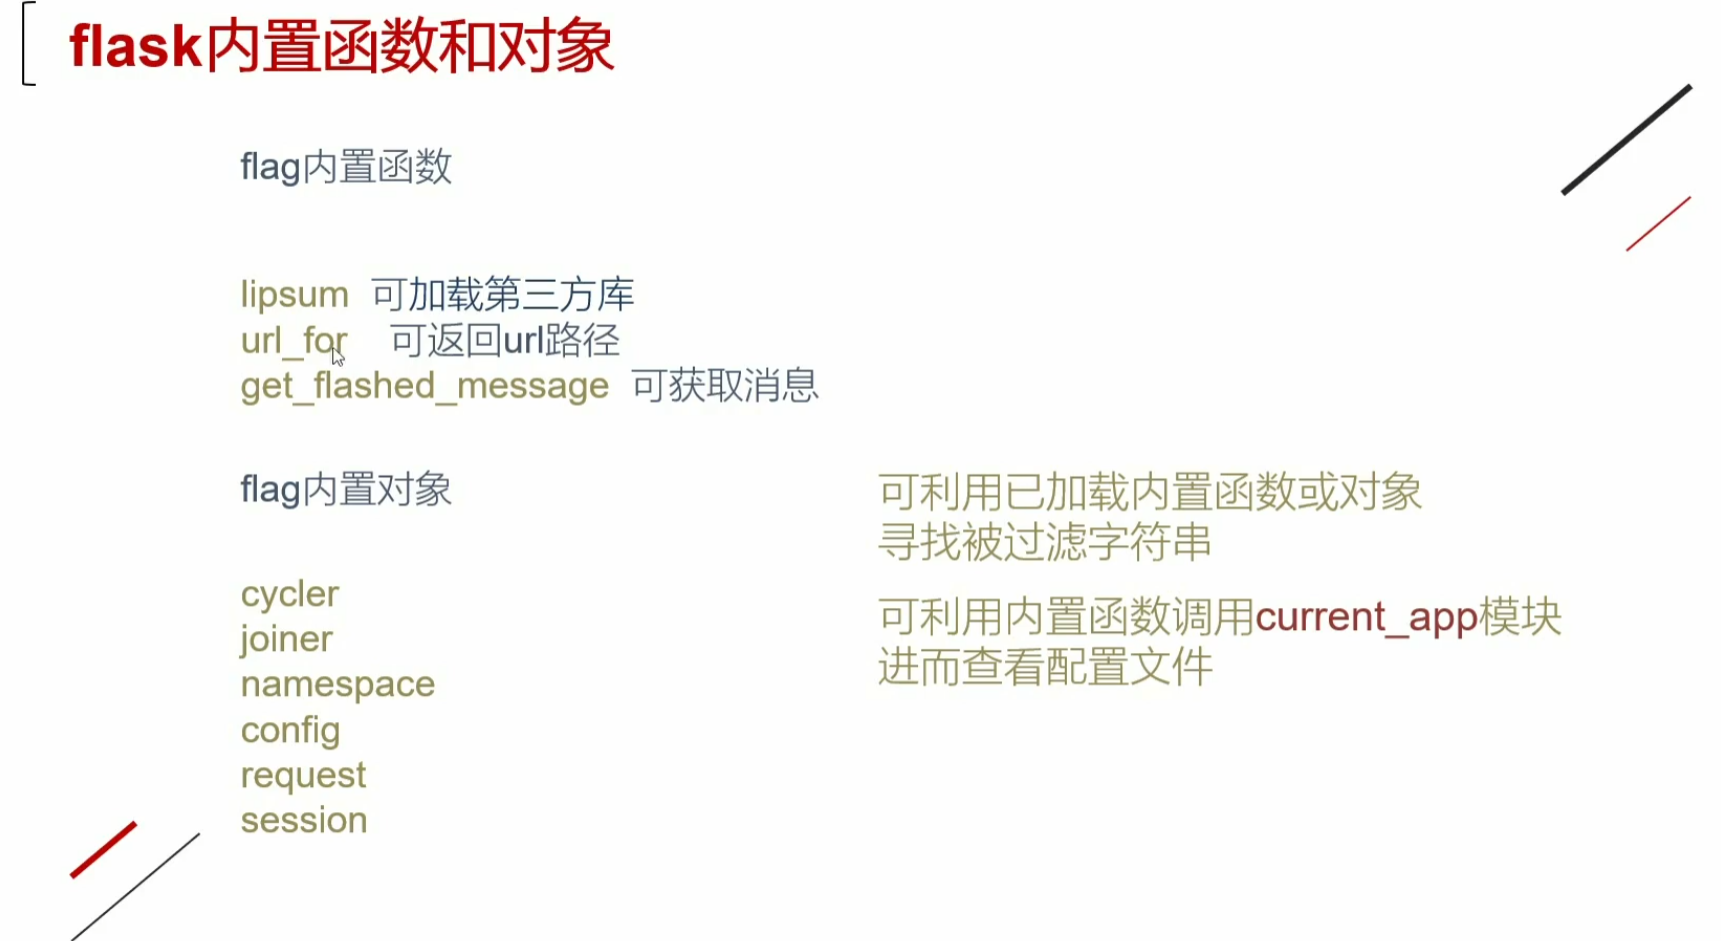 flask内置函数和对象
flag内置函数
lipsum 可加载第三方库
url_for 可返回url路径
get_flashed_message 可获取消息
flag内置对象
cycler
joiner
namespace
config
request
session
可利用已加载内置函数或对象
寻找被过滤字符串
可利用内置函数调用current_app模块
进而查看配置文件